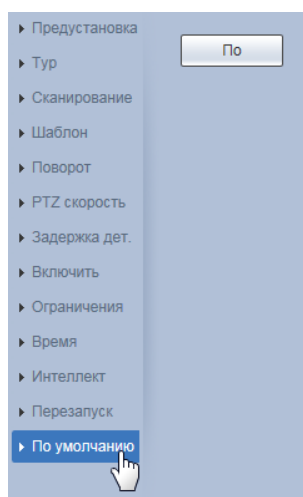 Предустановка
Тур
Сканирование
Шаблон
Поворот
PTZ скорость
Задержка дет.
Включить
Ограничения
Время
Интеллект
Перезапуск
По умолчанию
По